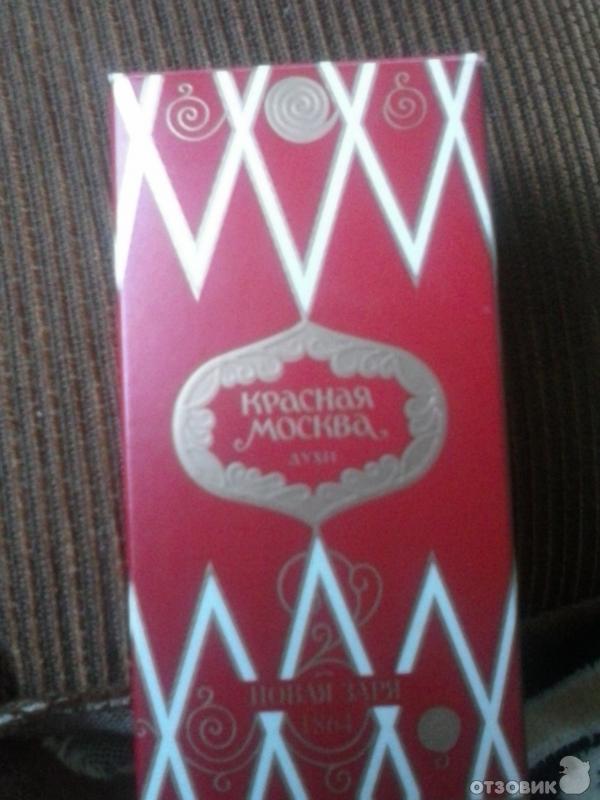 Красная
Москва
духи
НОВАЯ ЗАРЯ
1864
ОТЗОВИК